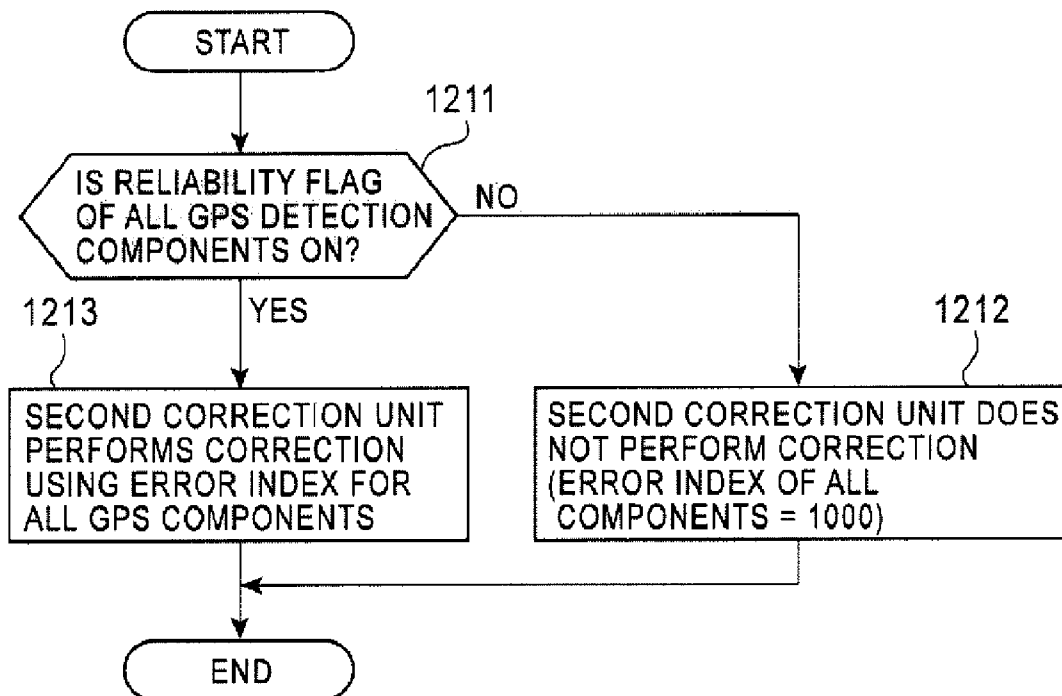 START
1211
IS RELIABILITY FLAG
OF ALL GPS DETECTION
COMPONENTS ON?
NO
YES
1213
1212
SECOND CORRECTION UNIT
PERFORMS CORRECTION
USING ERROR INDEX FOR
ALL GPS COMPONENTS
SECOND CORRECTION UNIT DOES
NOT PERFORM CORRECTION
(ERROR INDEX OF ALL
COMPONENTS = 1000)
END